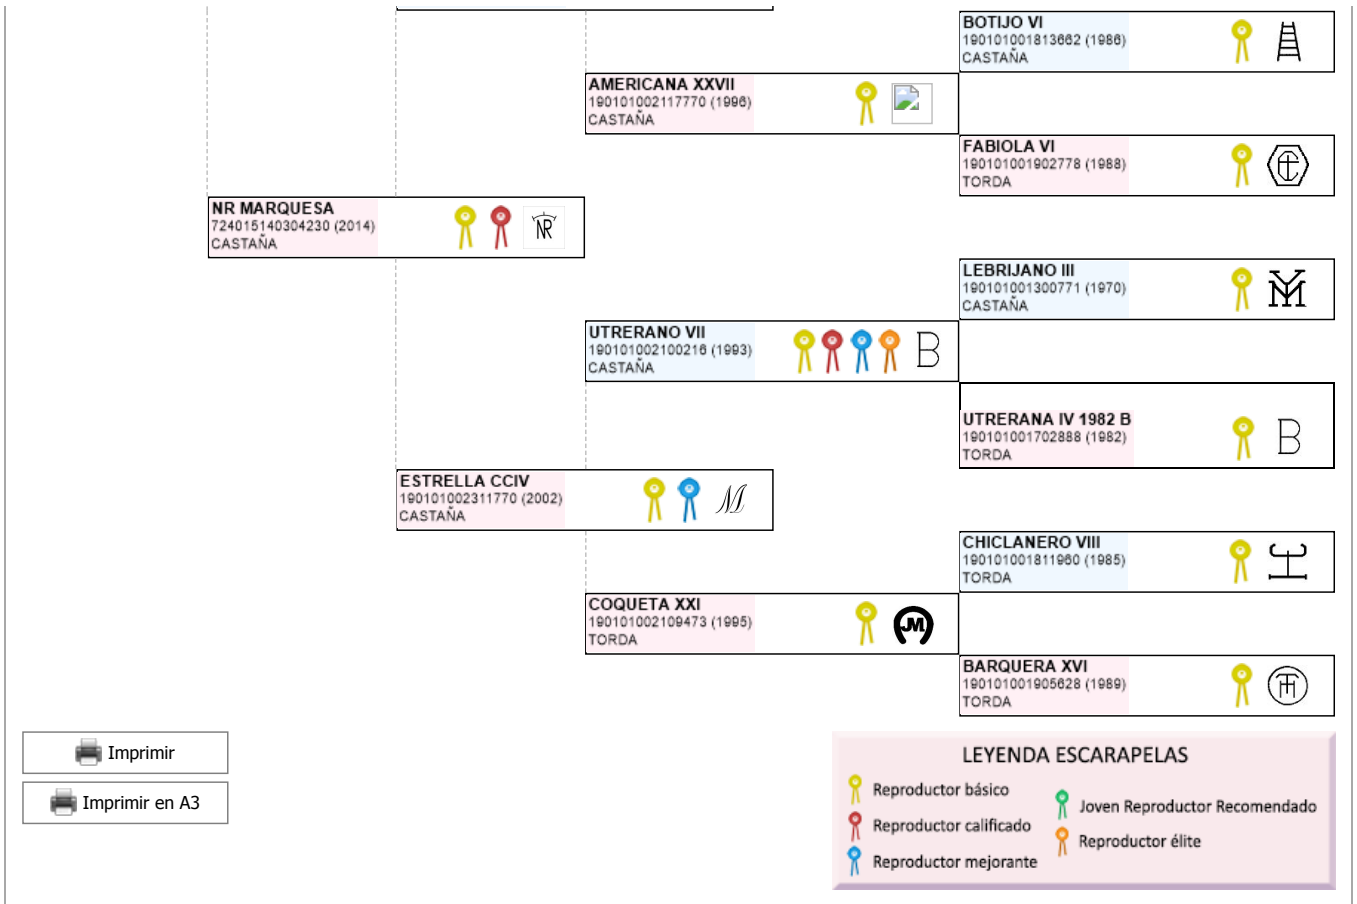 BOTIJO VI
190101001813662 (1986)
CASTAÑA
AMERICANA XXVII
190101002117770 (1996)
CASTAÑA
FABIOLA VI
190101001902778 (1988)
TORDA
NR MARQUESA
724015140304230 (2014)
CASTAÑA
NR
LEBRIJANO III
190101001300771 (1970)
CASTAÑA
UTRERANO VII
190101002100216 (1993)
CASTAÑA
B
UTRERANA IV 1982 B
190101001702888 (1982)
TORDA
B
ESTRELLA CCIV
190101002311770 (2002)
CASTAÑA
M
CHICLANERO VIII
190101001811960 (1985)
TORDA
COQUETA XXI
190101002109473 (1995)
TORDA
JM
BARQUERA XVI
190101001905628 (1989)
TORDA
Imprimir
Imprimir en A3
LEYENDA ESCARAPELAS
Reproductor básico
Reproductor calificado
Reproductor mejorante
Joven Reproductor Recomendado
Reproductor élite